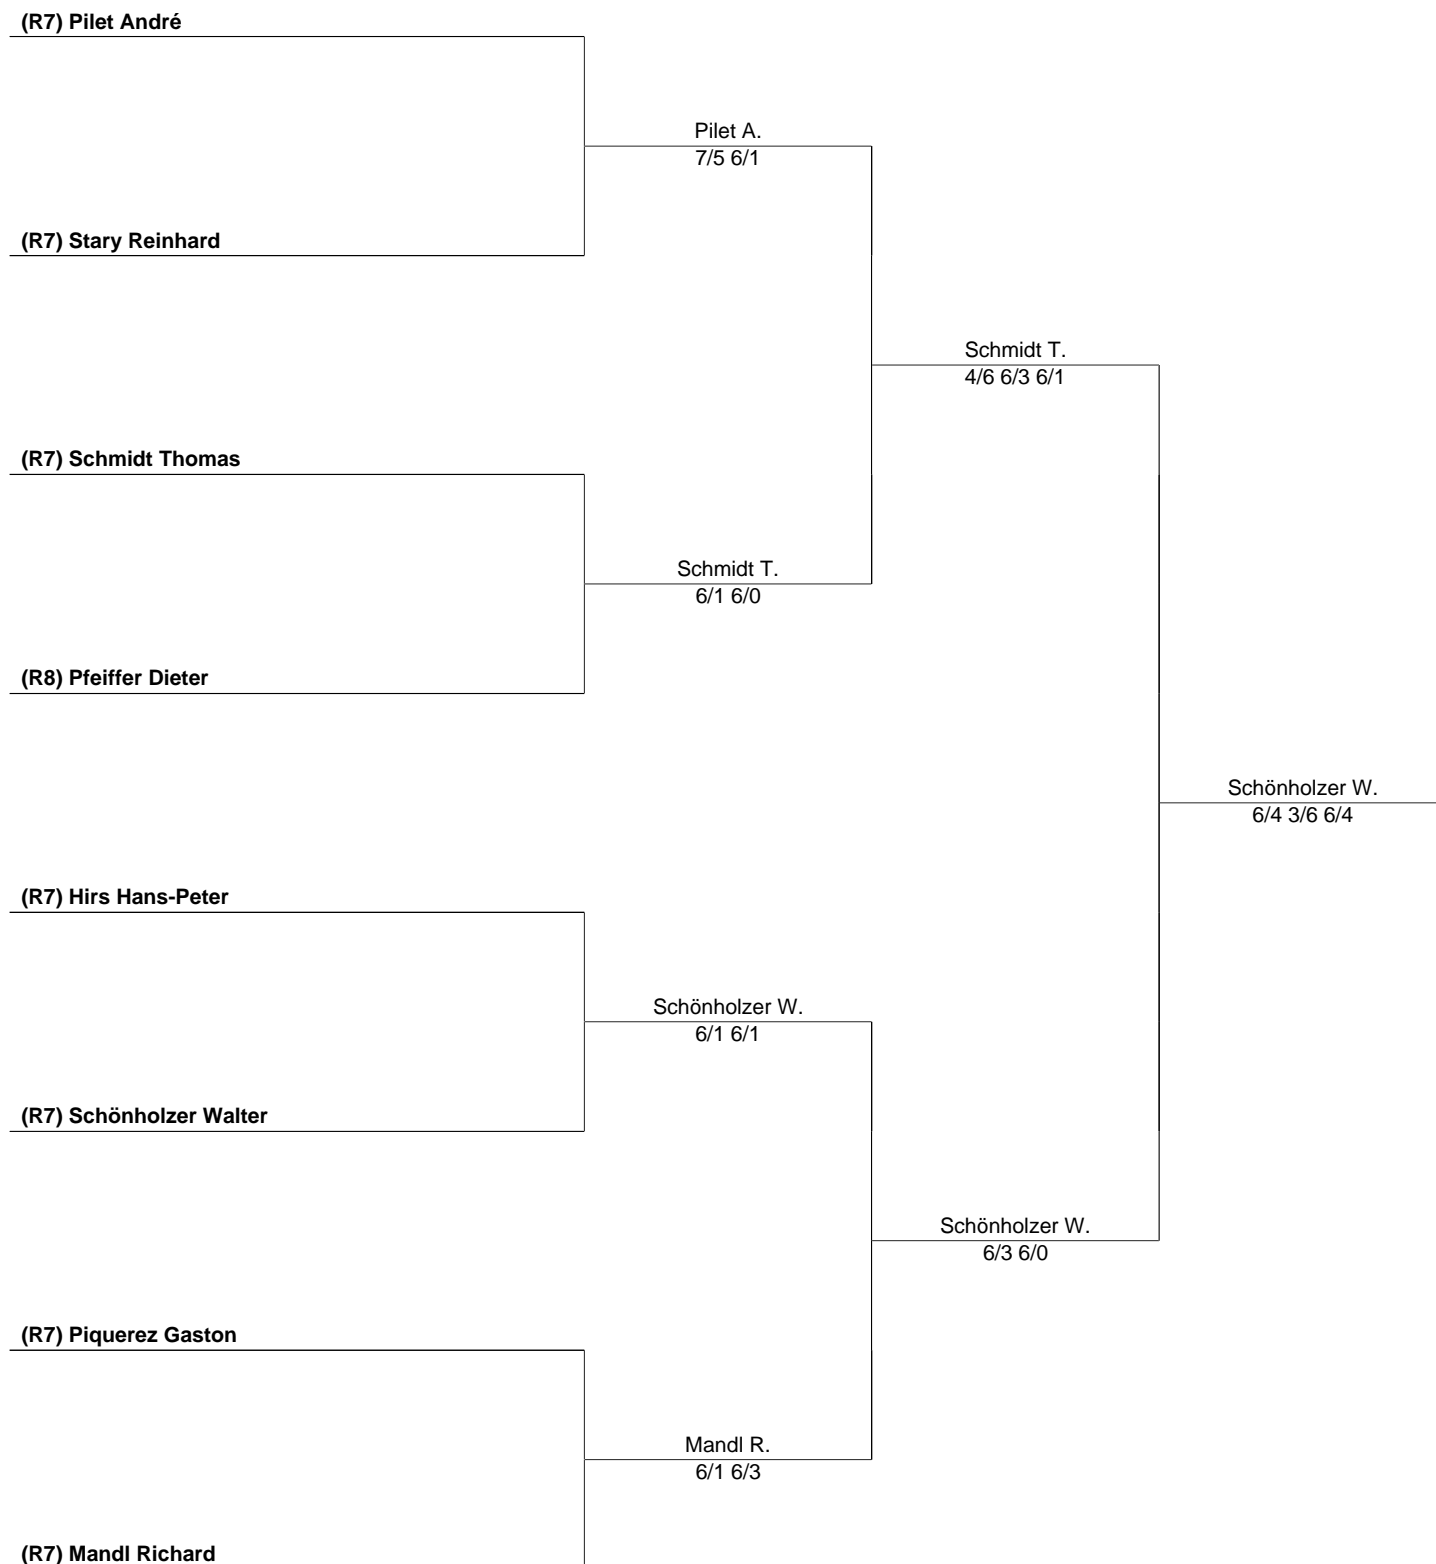 (R7) Pilet André
Pilet A.
7/5 6/1
(R7) Stary Reinhard
Schmidt T.
4/6 6/3 6/1
(R7) Schmidt Thomas
Schmidt T.
6/1 6/0
(R8) Pfeiffer Dieter
Schönholzer W.
6/4 3/6 6/4
(R7) Hirs Hans-Peter
Schönholzer W.
6/1 6/1
(R7) Schönholzer Walter
Schönholzer W.
6/3 6/0
(R7) Piquerez Gaston
Mandl R.
6/1 6/3
(R7) Mandl Richard